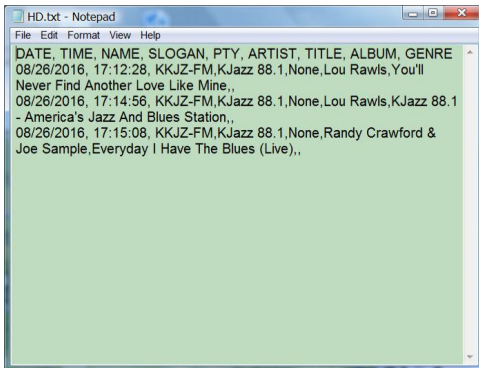 HD.txt - Notepad
File Edit Format View Help
DATE, TIME, NAME, SLOGAN, PTY, ARTIST, TITLE, ALBUM, GENRE
08/26/2016, 17:12:28, KKJZ-FM,KJazz 88.1,None,Lou Rawls,You'll
Never Find Another Love Like Mine,,
08/26/2016, 17:14:56, KKJZ-FM,KJazz 88.1,None,Lou Rawls,KJazz 88.1
- America's Jazz And Blues Station,,
08/26/2016, 17:15:08, KKJZ-FM,KJazz 88.1,None,Randy Crawford &
Joe Sample,Everyday I Have The Blues (Live),,